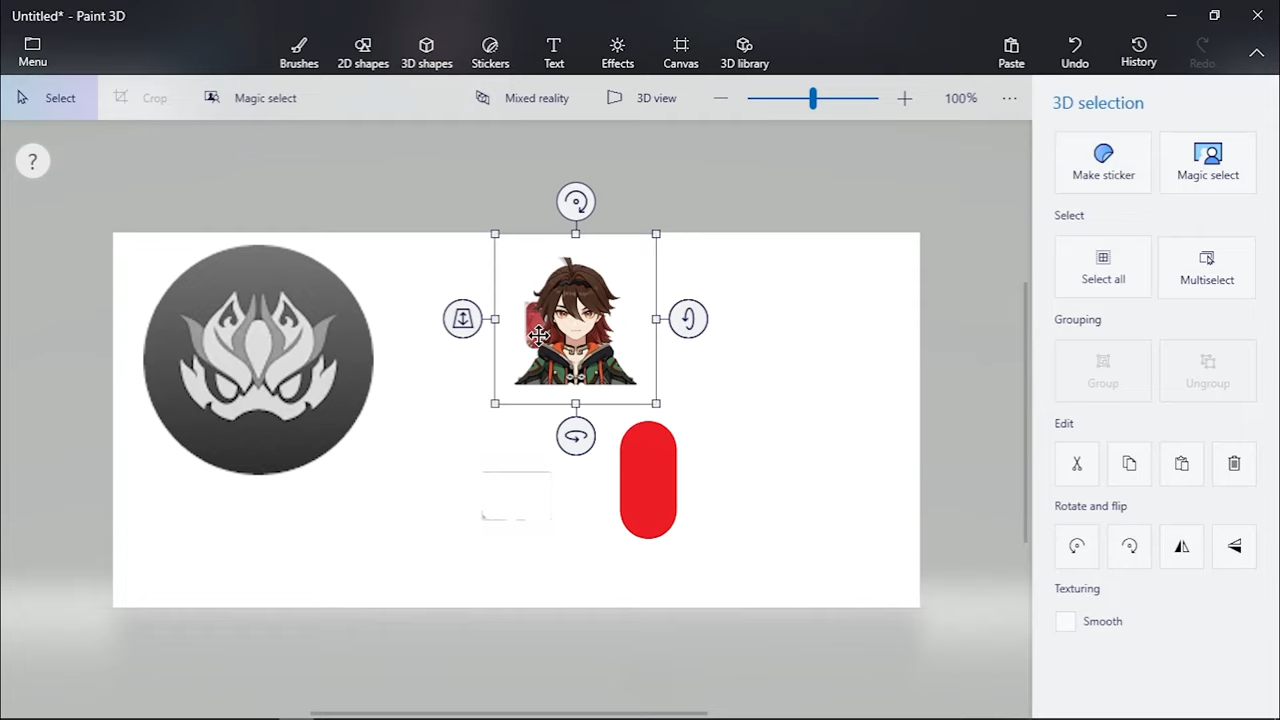 Untitled* - Paint 3D
Menu
Brushes
2D shapes
3D shapes
Stickers
Text
Effects
Canvas
3D library
Paste
Undo
History
Redo
Select
Crop
Magic select
Mixed reality
3D view
100%
?
3D selection
Make sticker
Magic select
Select
Select all
Multiselect
Grouping
Group
Ungroup
Edit
Rotate and flip
Texturing
Smooth